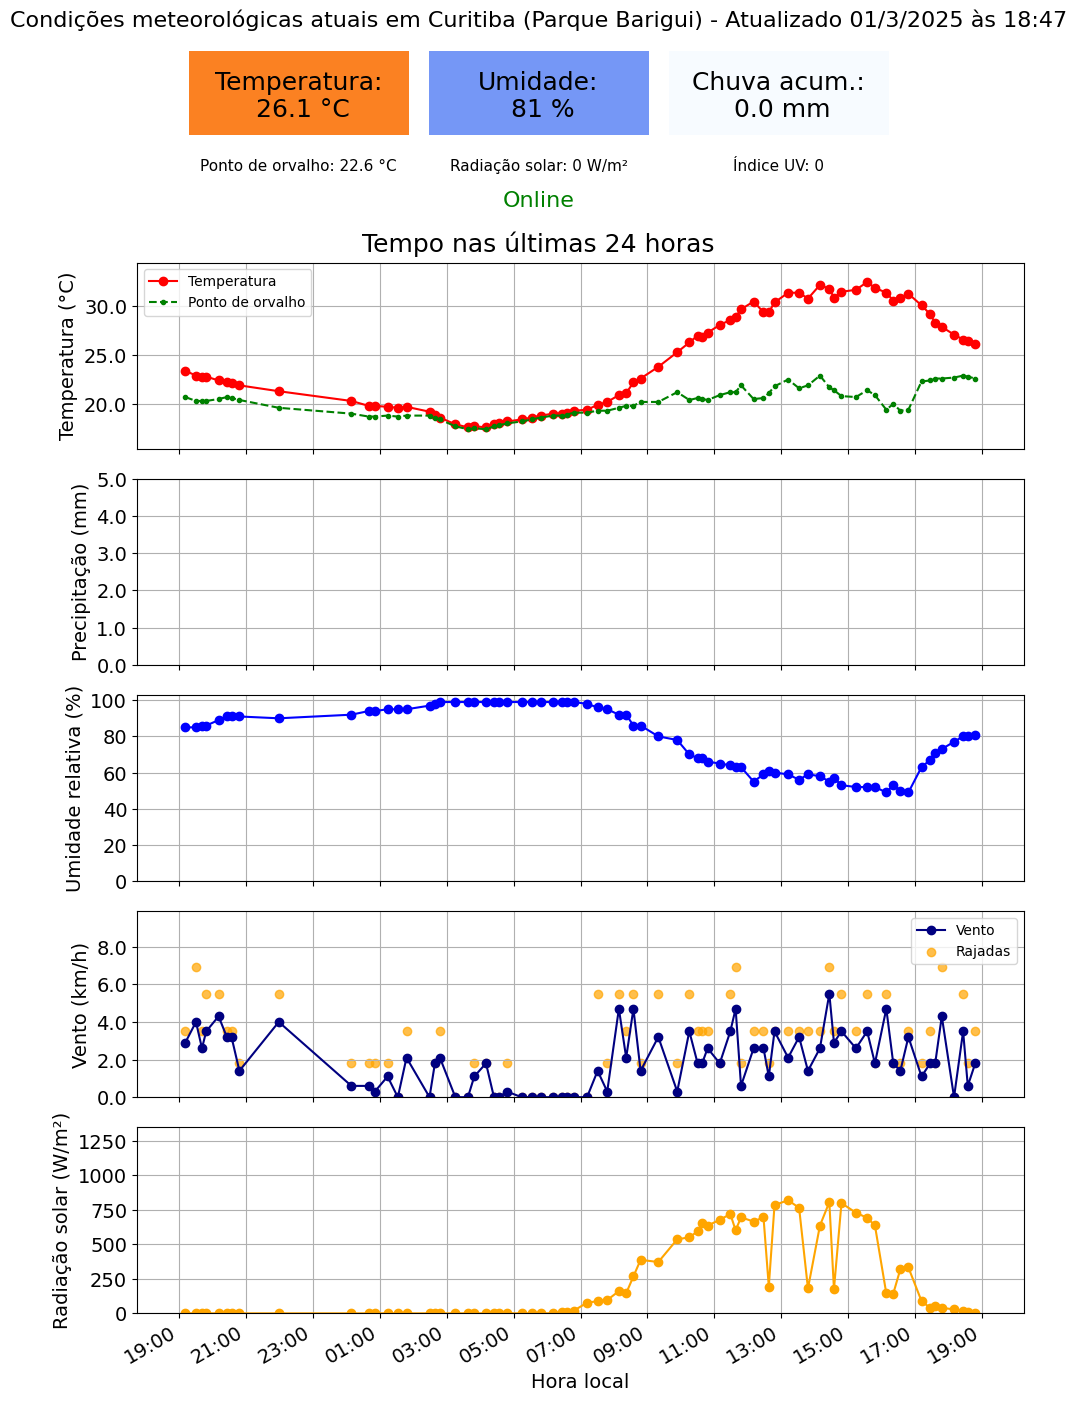 Condições meteorológicas atuais em Curitiba (Parque Barigui) - Atualizado 01/3/2025 às 18:47
Temperatura:
26.1 °C
Umidade:
81 %
Chuva acum.:
0.0 mm
Ponto de orvalho: 22.6 °C
Radiação solar: 0 W/m²
Índice UV: 0
Online
Tempo nas últimas 24 horas
Temperatura (°C)
30.0
25.0
20.0
Temperatura
Ponto de orvalho
Precipitação (mm)
5.0
4.0
3.0
2.0
1.0
0.0
Umidade relativa (%)
100
80
60
40
20
0
Vento (km/h)
8.0
6.0
4.0
2.0
0.0
Vento
Rajadas
Radiação solar (W/m²)
1250
1000
750
500
250
0
19:00
21:00
23:00
01:00
03:00
05:00
07:00
09:00
11:00
13:00
15:00
17:00
19:00
Hora local